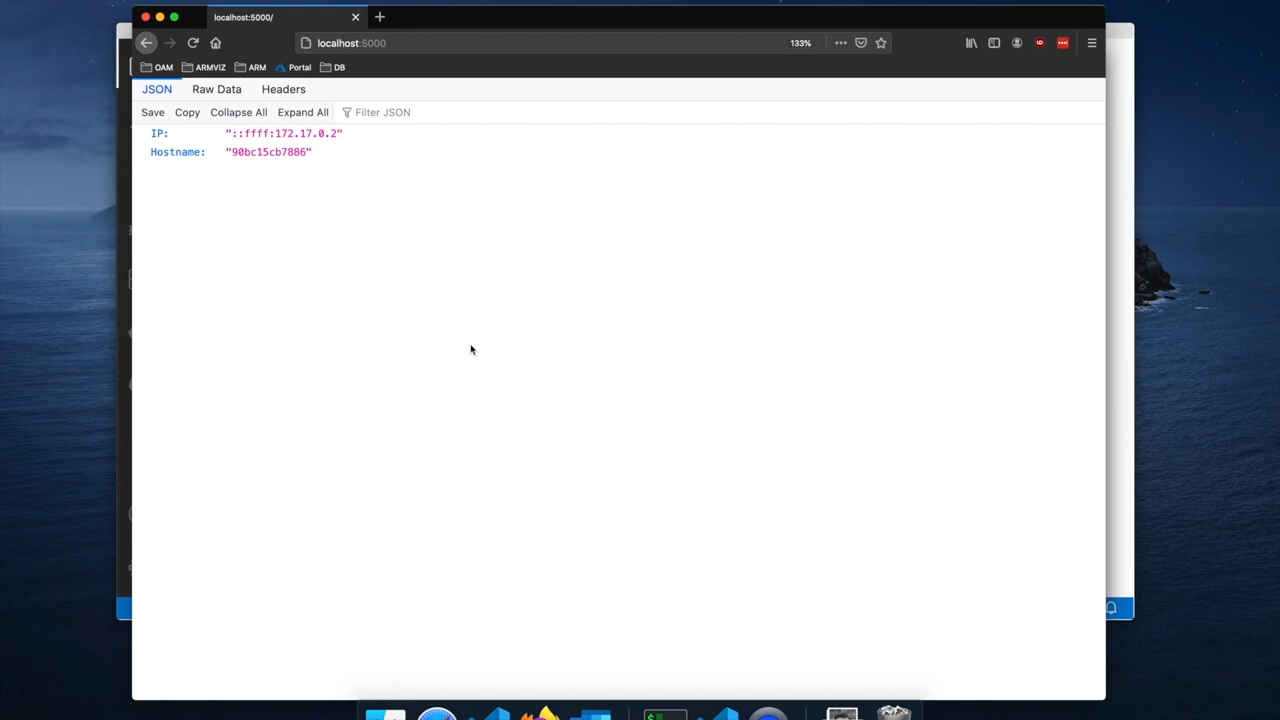 localhost:5000/
localhost:5000
133%
OAM ARMVIZ ARM Portal DB
JSON Raw Data Headers
Save Copy Collapse All Expand All Filter JSON
IP: "::ffff:172.17.0.2"
Hostname: "90bc15cb7886"